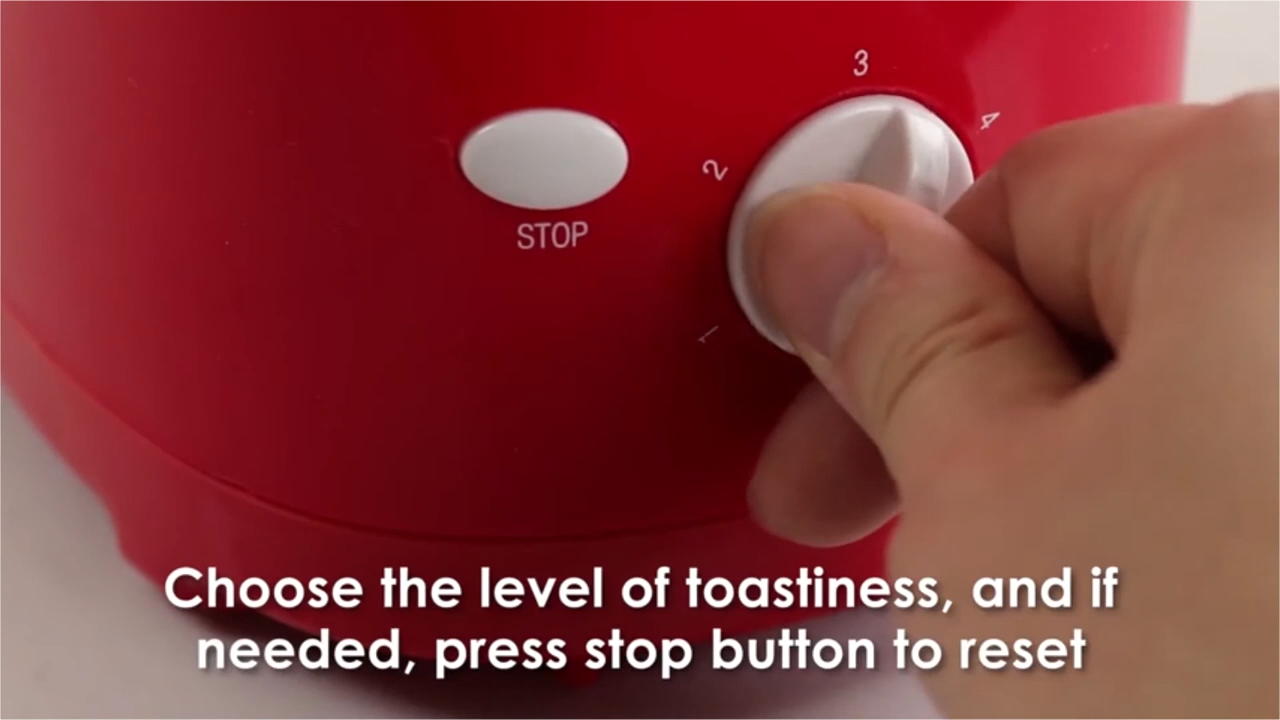 3
4
2
STOP
1
Choose the level of toastiness, and if
needed, press stop button to reset